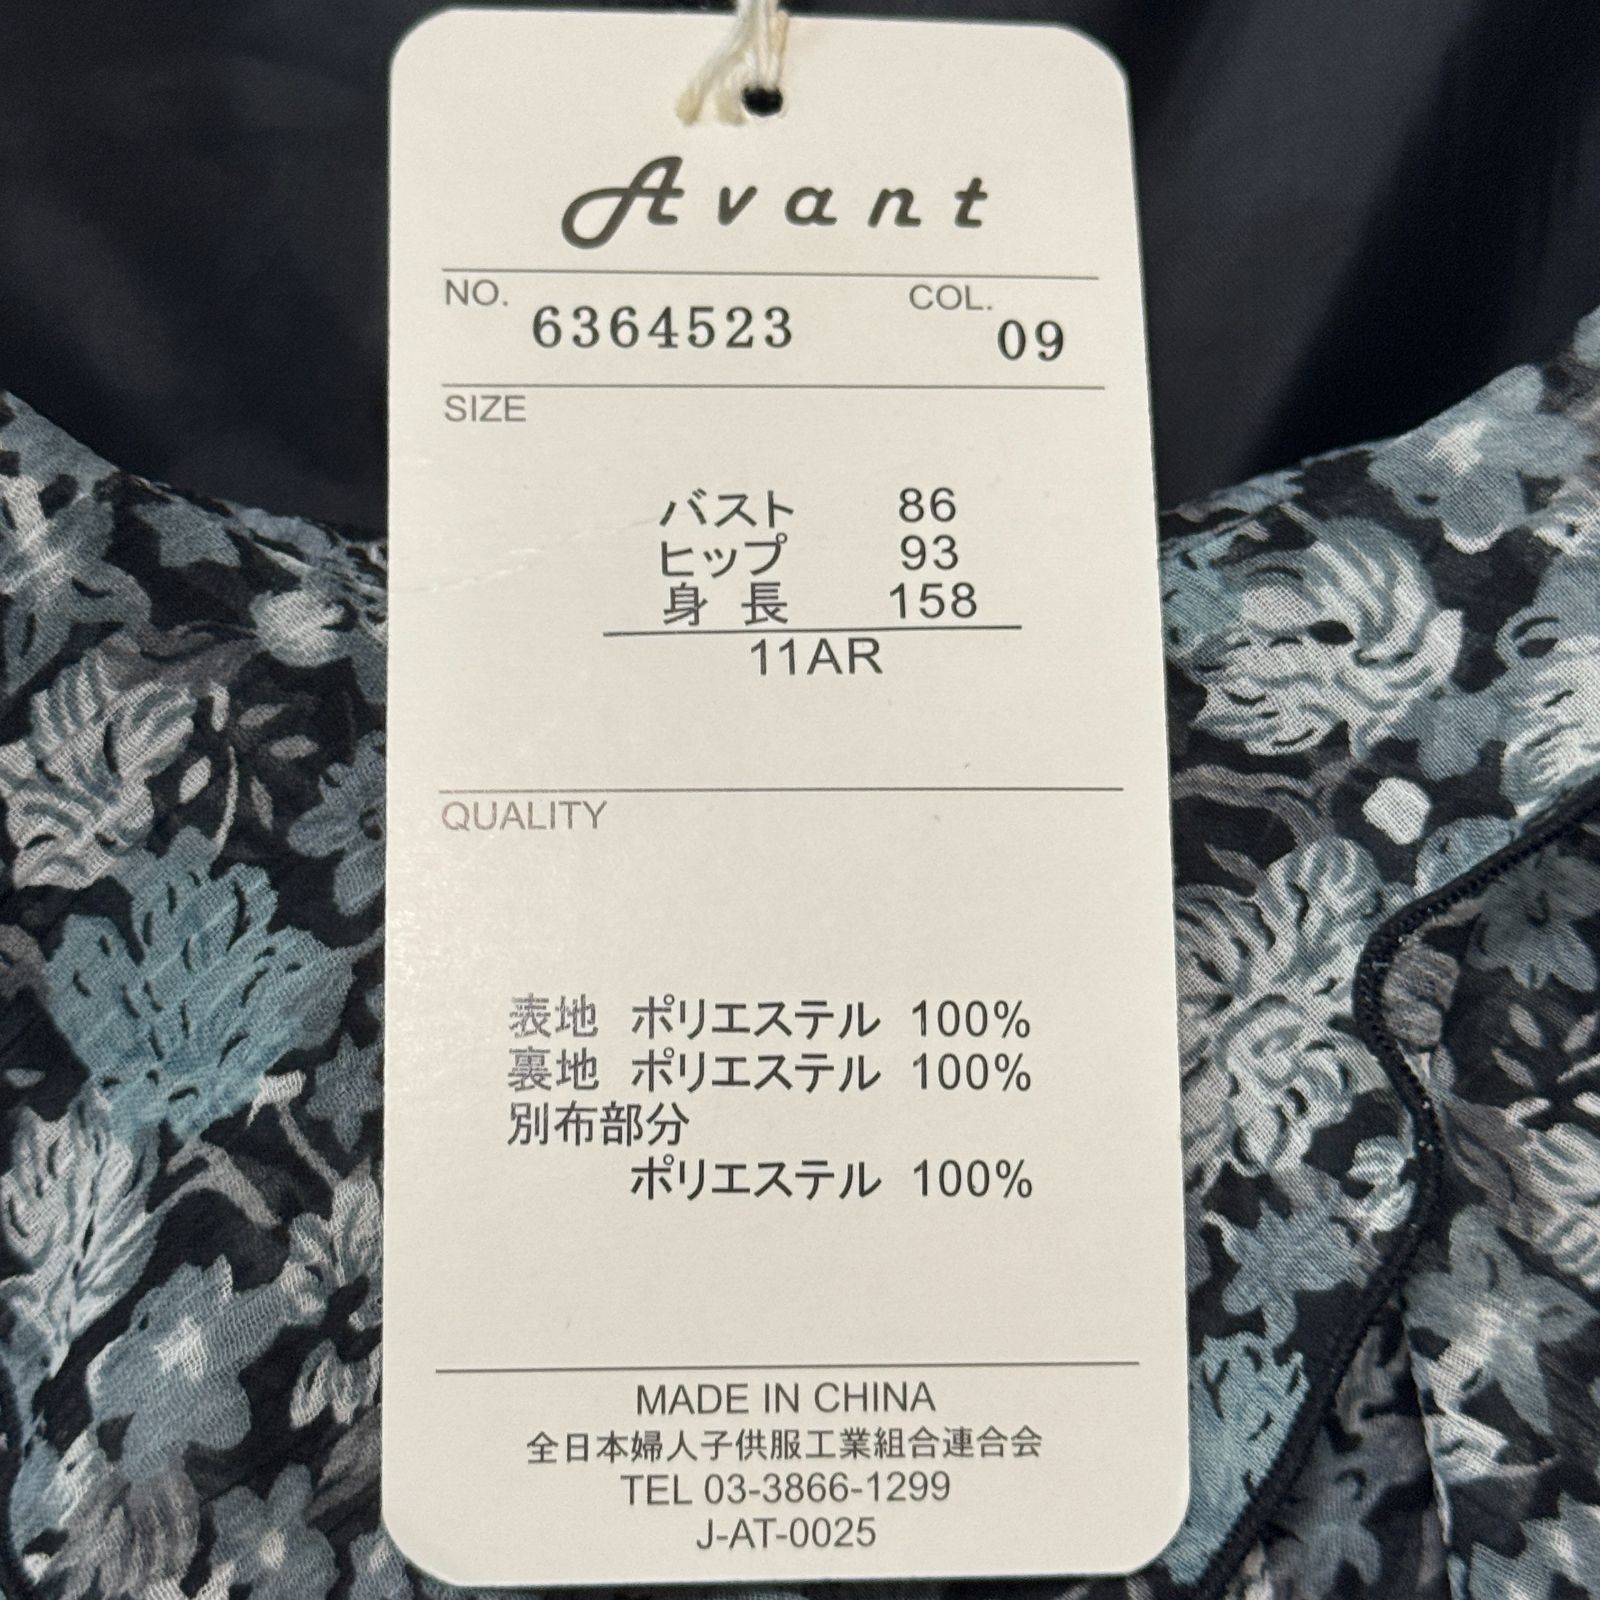 Avant
NO. 6364523 COL. 09
SIZE
バスト 86
ヒップ 93
身長 158
11AR
QUALITY
表地 ポリエステル 100%
裏地 ポリエステル 100%
別布部分
ポリエステル 100%
MADE IN CHINA
全日本婦人子供服工業組合連合会
TEL 03-3866-1299
J-AT-0025